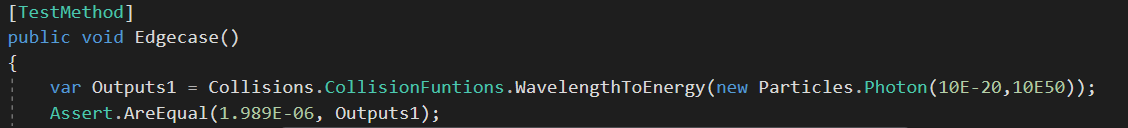 [TestMethod]
public void Edgecase()
{
var Outputs1 = Collisions.CollisionFuntions.WavelengthToEnergy(new Particles.Photon(10E-20,10E50));
Assert.AreEqual(1.989E-06, Outputs1);